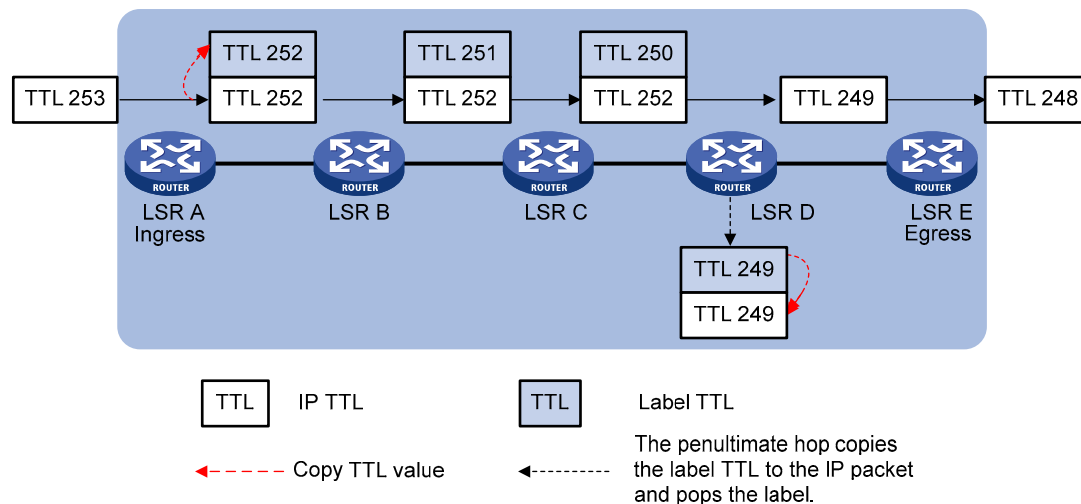 TTL 252
TTL 251
TTL 250
TTL 253
TTL 252
TTL 252
TTL 252
TTL 249
TTL 248
ROUTER
ROUTER
ROUTER
ROUTER
ROUTER
LSR A
Ingress
LSR B
LSR C
LSR D
LSR E
Egress
TTL 249
TTL 249
TTL
IP TTL
TTL
Label TTL
Copy TTL value
The penultimate hop copies
the label TTL to the IP packet
and pops the label.